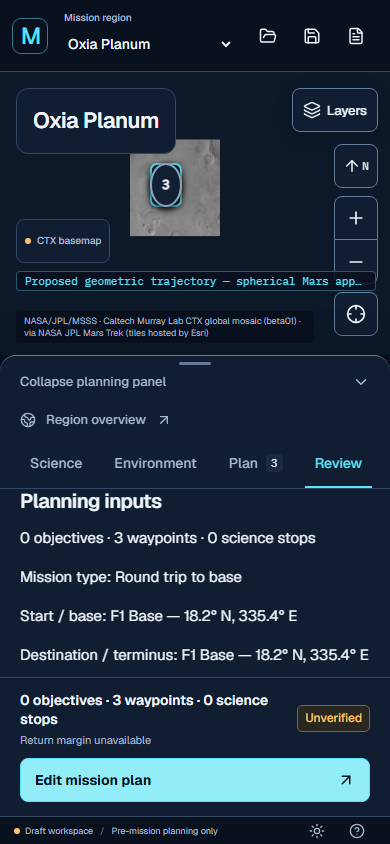 M
Mission region
Oxia Planum
Oxia Planum
Layers
N
3
CTX basemap
Proposed geometric trajectory — spherical Mars app…
NASA/JPL/MSSS · Caltech Murray Lab CTX global mosaic (beta01) ·
via NASA JPL Mars Trek (tiles hosted by Esri)
Collapse planning panel
Region overview
Science
Environment
Plan 3
Review
Planning inputs
0 objectives · 3 waypoints · 0 science stops
Mission type: Round trip to base
Start / base: F1 Base — 18.2° N, 335.4° E
Destination / terminus: F1 Base — 18.2° N, 335.4° E
0 objectives · 3 waypoints · 0 science
stops
Unverified
Return margin unavailable
Edit mission plan
Draft workspace / Pre-mission planning only